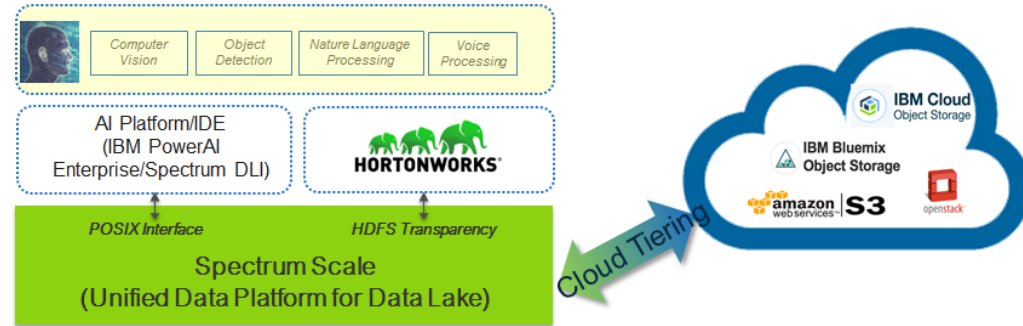 Computer
Vision
Object
Detection
Nature Language
Processing
Voice
Processing
AI Platform/IDE
(IBM PowerAI
Enterprise/Spectrum DLI)
HORTONWORKS
POSIX Interface
HDFS Transparency
Spectrum Scale
(Unified Data Platform for Data Lake)
Cloud Tiering
IBM Cloud
Object Storage
IBM Bluemix
Object Storage
amazon
web services
S3
openstack